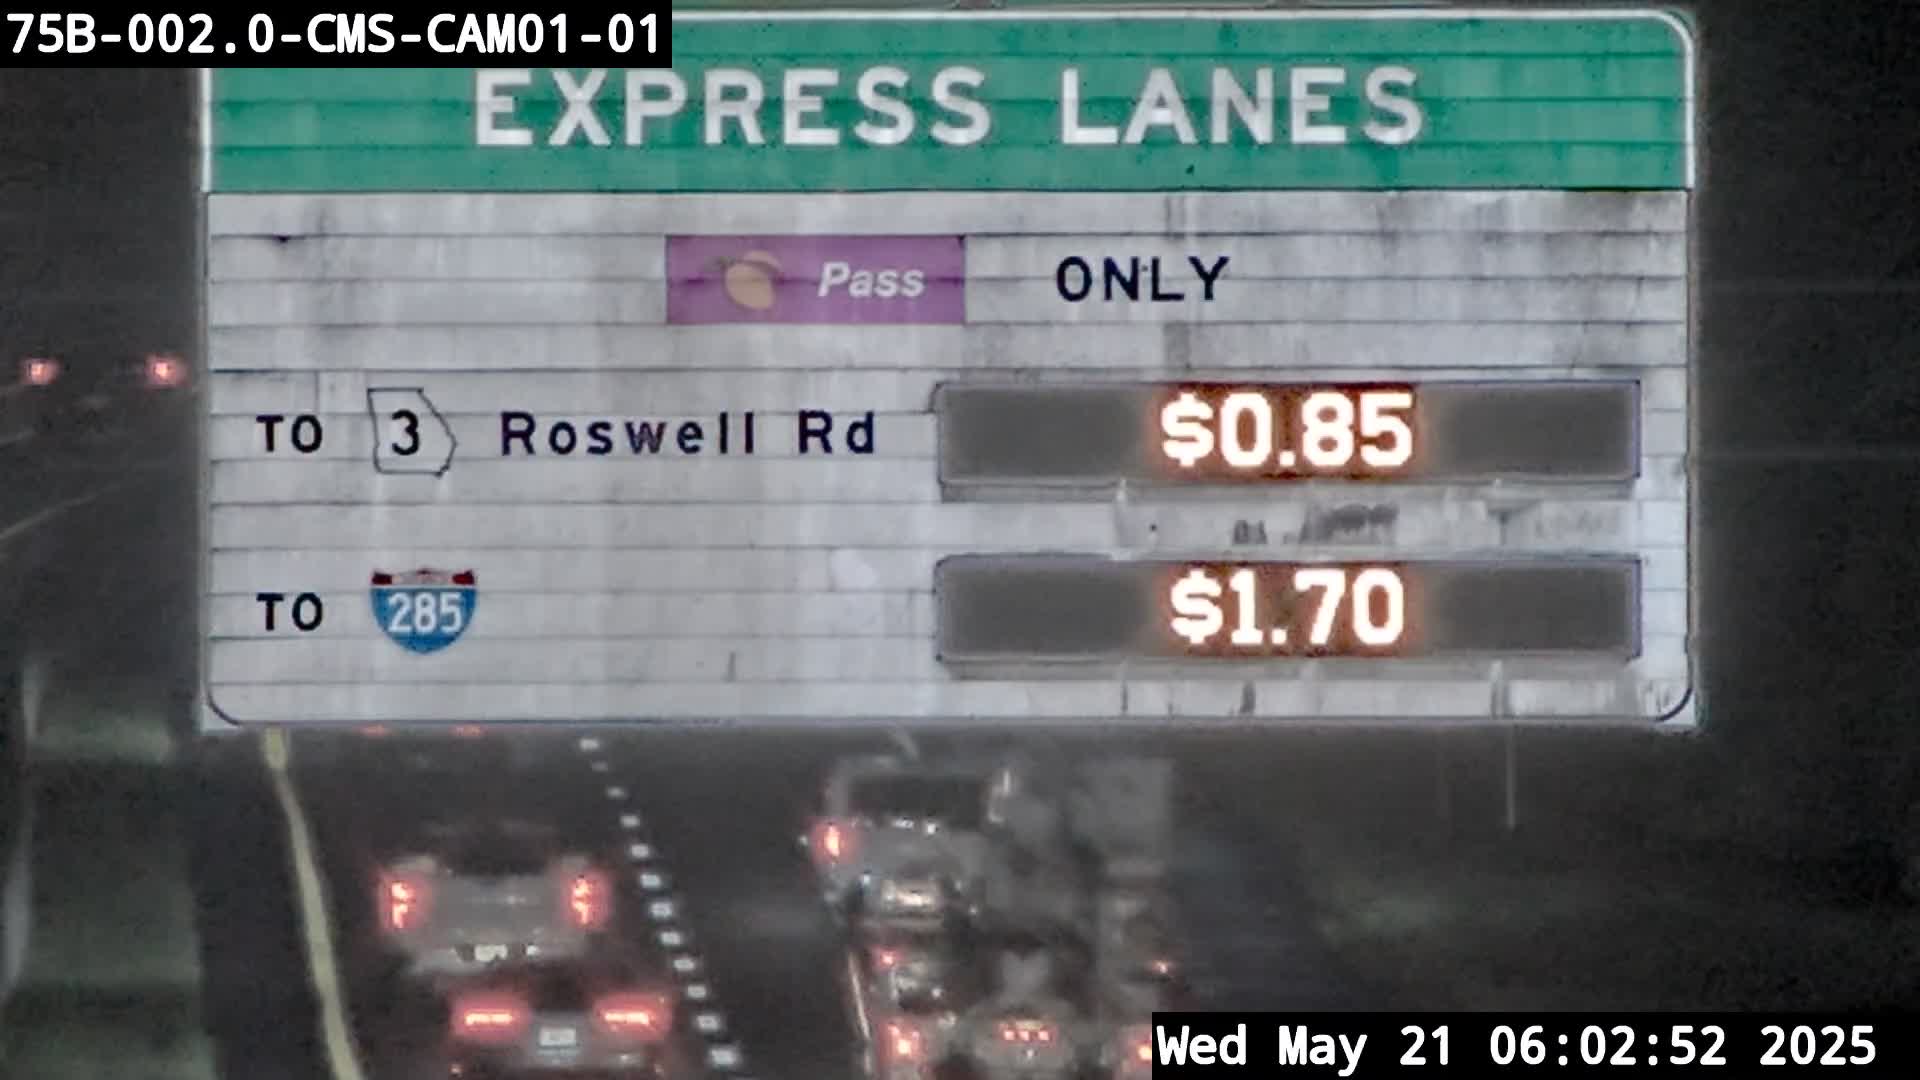 75B-002.0-CMS-CAM01-01
EXPRESS LANES
Pass ONLY
TO 3 Roswell Rd $0.85
TO 285 $1.70
Wed May 21 06:02:52 2025